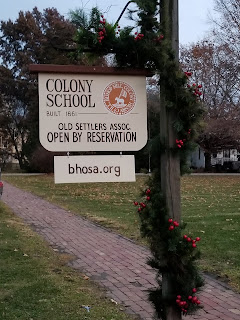 COLONY
SCHOOL
BUILT 1861
OLD SETTLERS ASSOC.
OPEN BY RESERVATION
bhosa.org